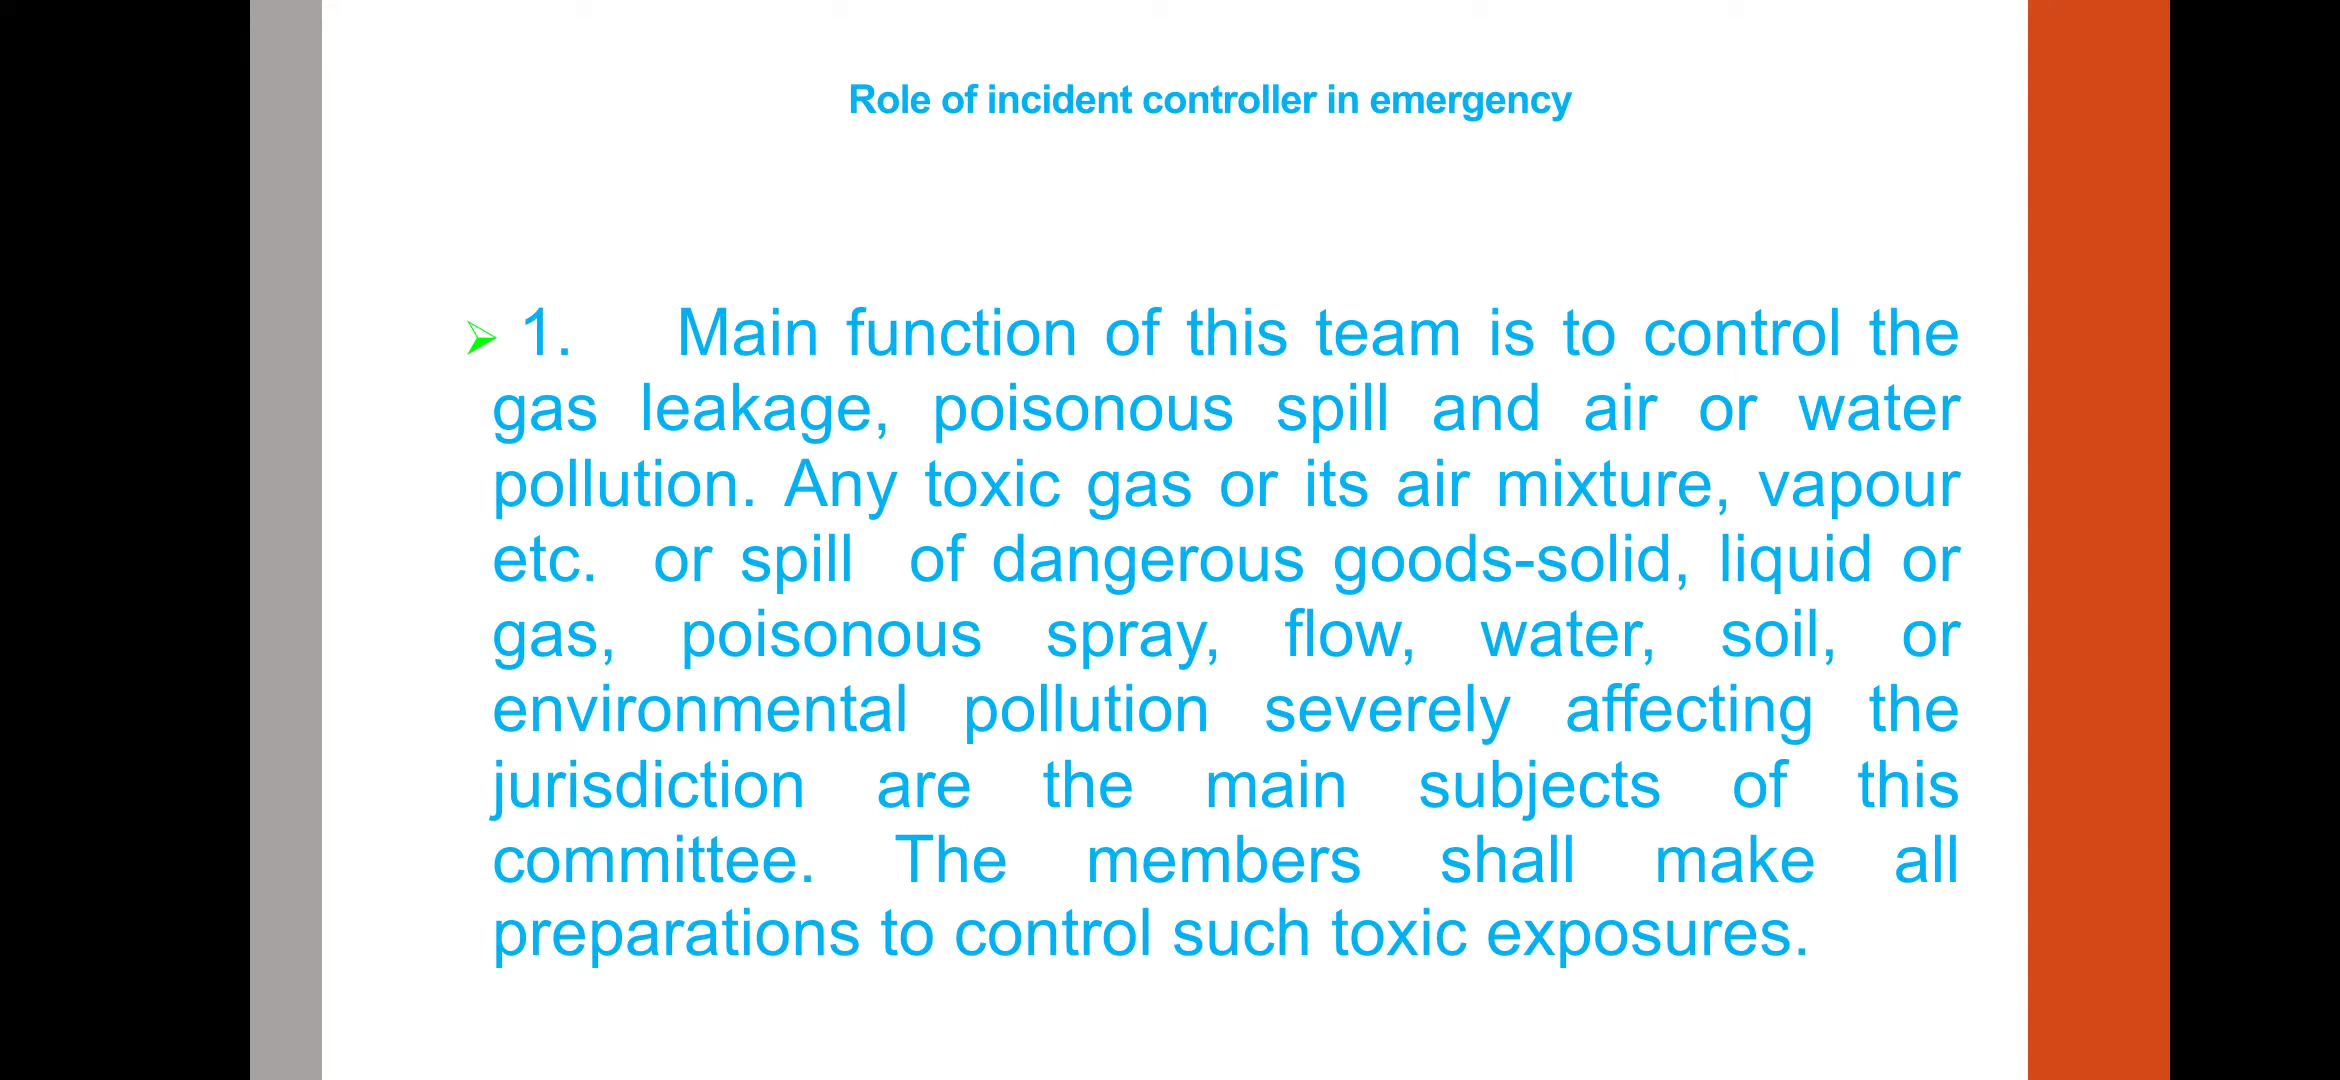 Role of incident controller in emergency
1. Main function of this team is to control the
gas leakage, poisonous spill and air or water
pollution. Any toxic gas or its air mixture, vapour
etc. or spill of dangerous goods-solid, liquid or
gas, poisonous spray, flow, water, soil, or
environmental pollution severely affecting the
jurisdiction are the main subjects of this
committee. The members shall make all
preparations to control such toxic exposures.